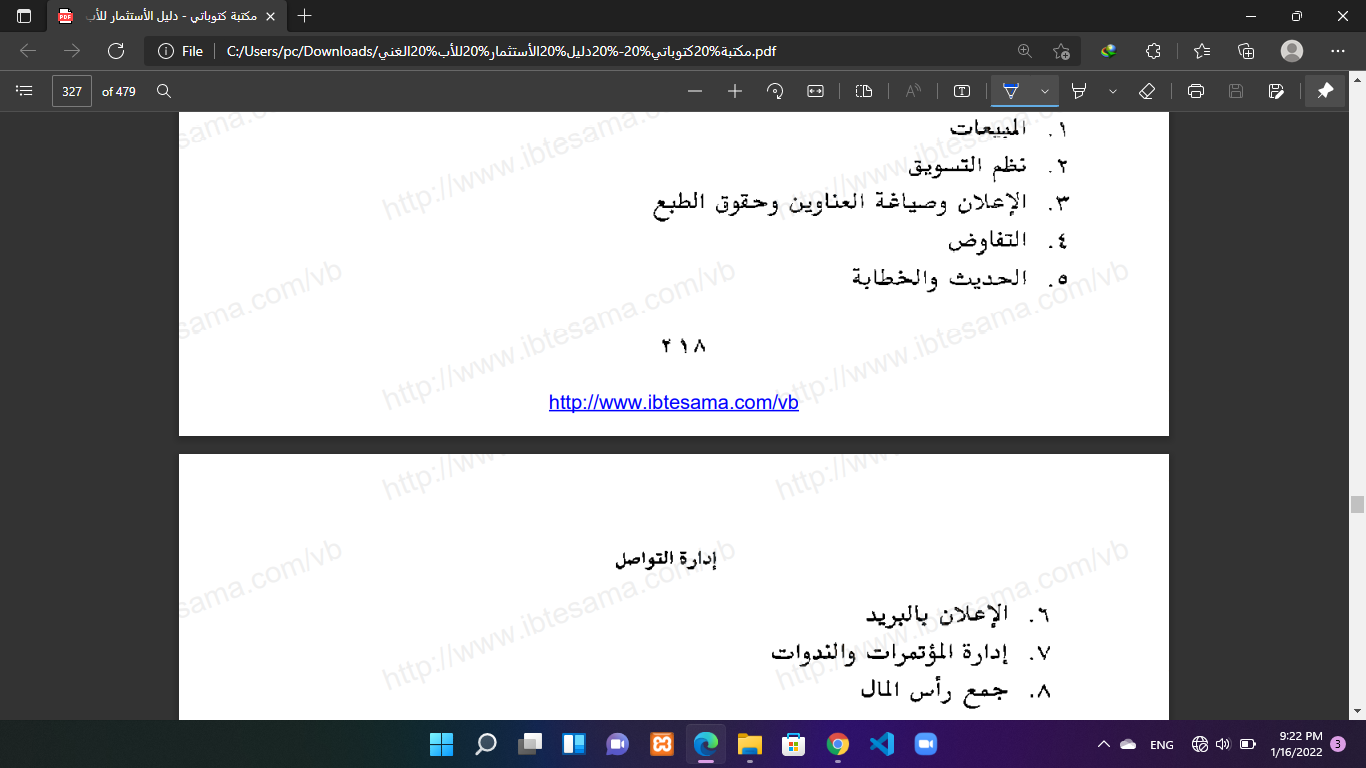 مكتبة كتوباتي - دليل الأستثمار للأب
File
C:/Users/pc/Downloads/مكتبة%20كتوباتي%20-%20دليل%20الأستثمار%20للأب%20الغني.pdf
327 of 479
١. المبيعات
٢. نظم التسويق
٣. الإعلان وصياغة العناوين وحقوق الطبع
٤. التفاوض
٥. الحديث والخطابة
٢١٨
http://www.ibtesama.com/vb
إدارة التواصل
٦. الإعلان بالبريد
٧. إدارة المؤتمرات والندوات
٨. جمع رأس المال
http://www.ibtesama.com/vb
ENG
9:22 PM
1/16/2022
3